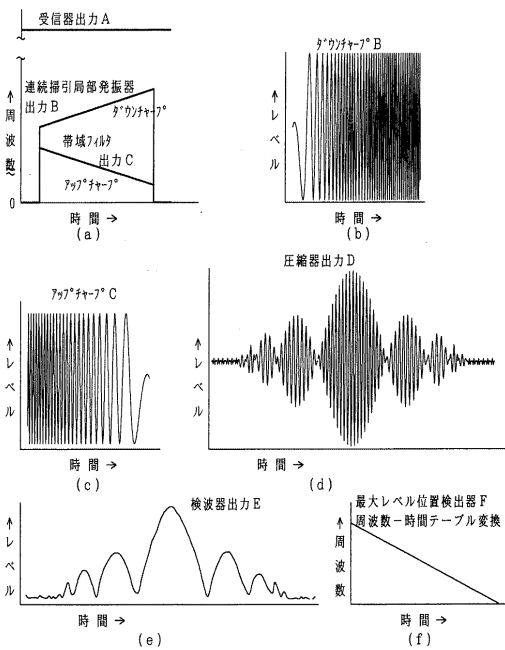 受信器出力A
連続掃引局部発振器
出力B
ダウンチャープ
帯域フィルタ
出力C
アップチャープ
↑周波数
0
時間→
(a)
ダウンチャープB
↑レベル
時間→
(b)
アップチャープC
↑レベル
時間→
(c)
圧縮器出力D
↑レベル
時間→
(d)
検波器出力E
↑レベル
時間→
(e)
最大レベル位置検出器F
周波数－時間テーブル変換
↑周波数
時間→
(f)